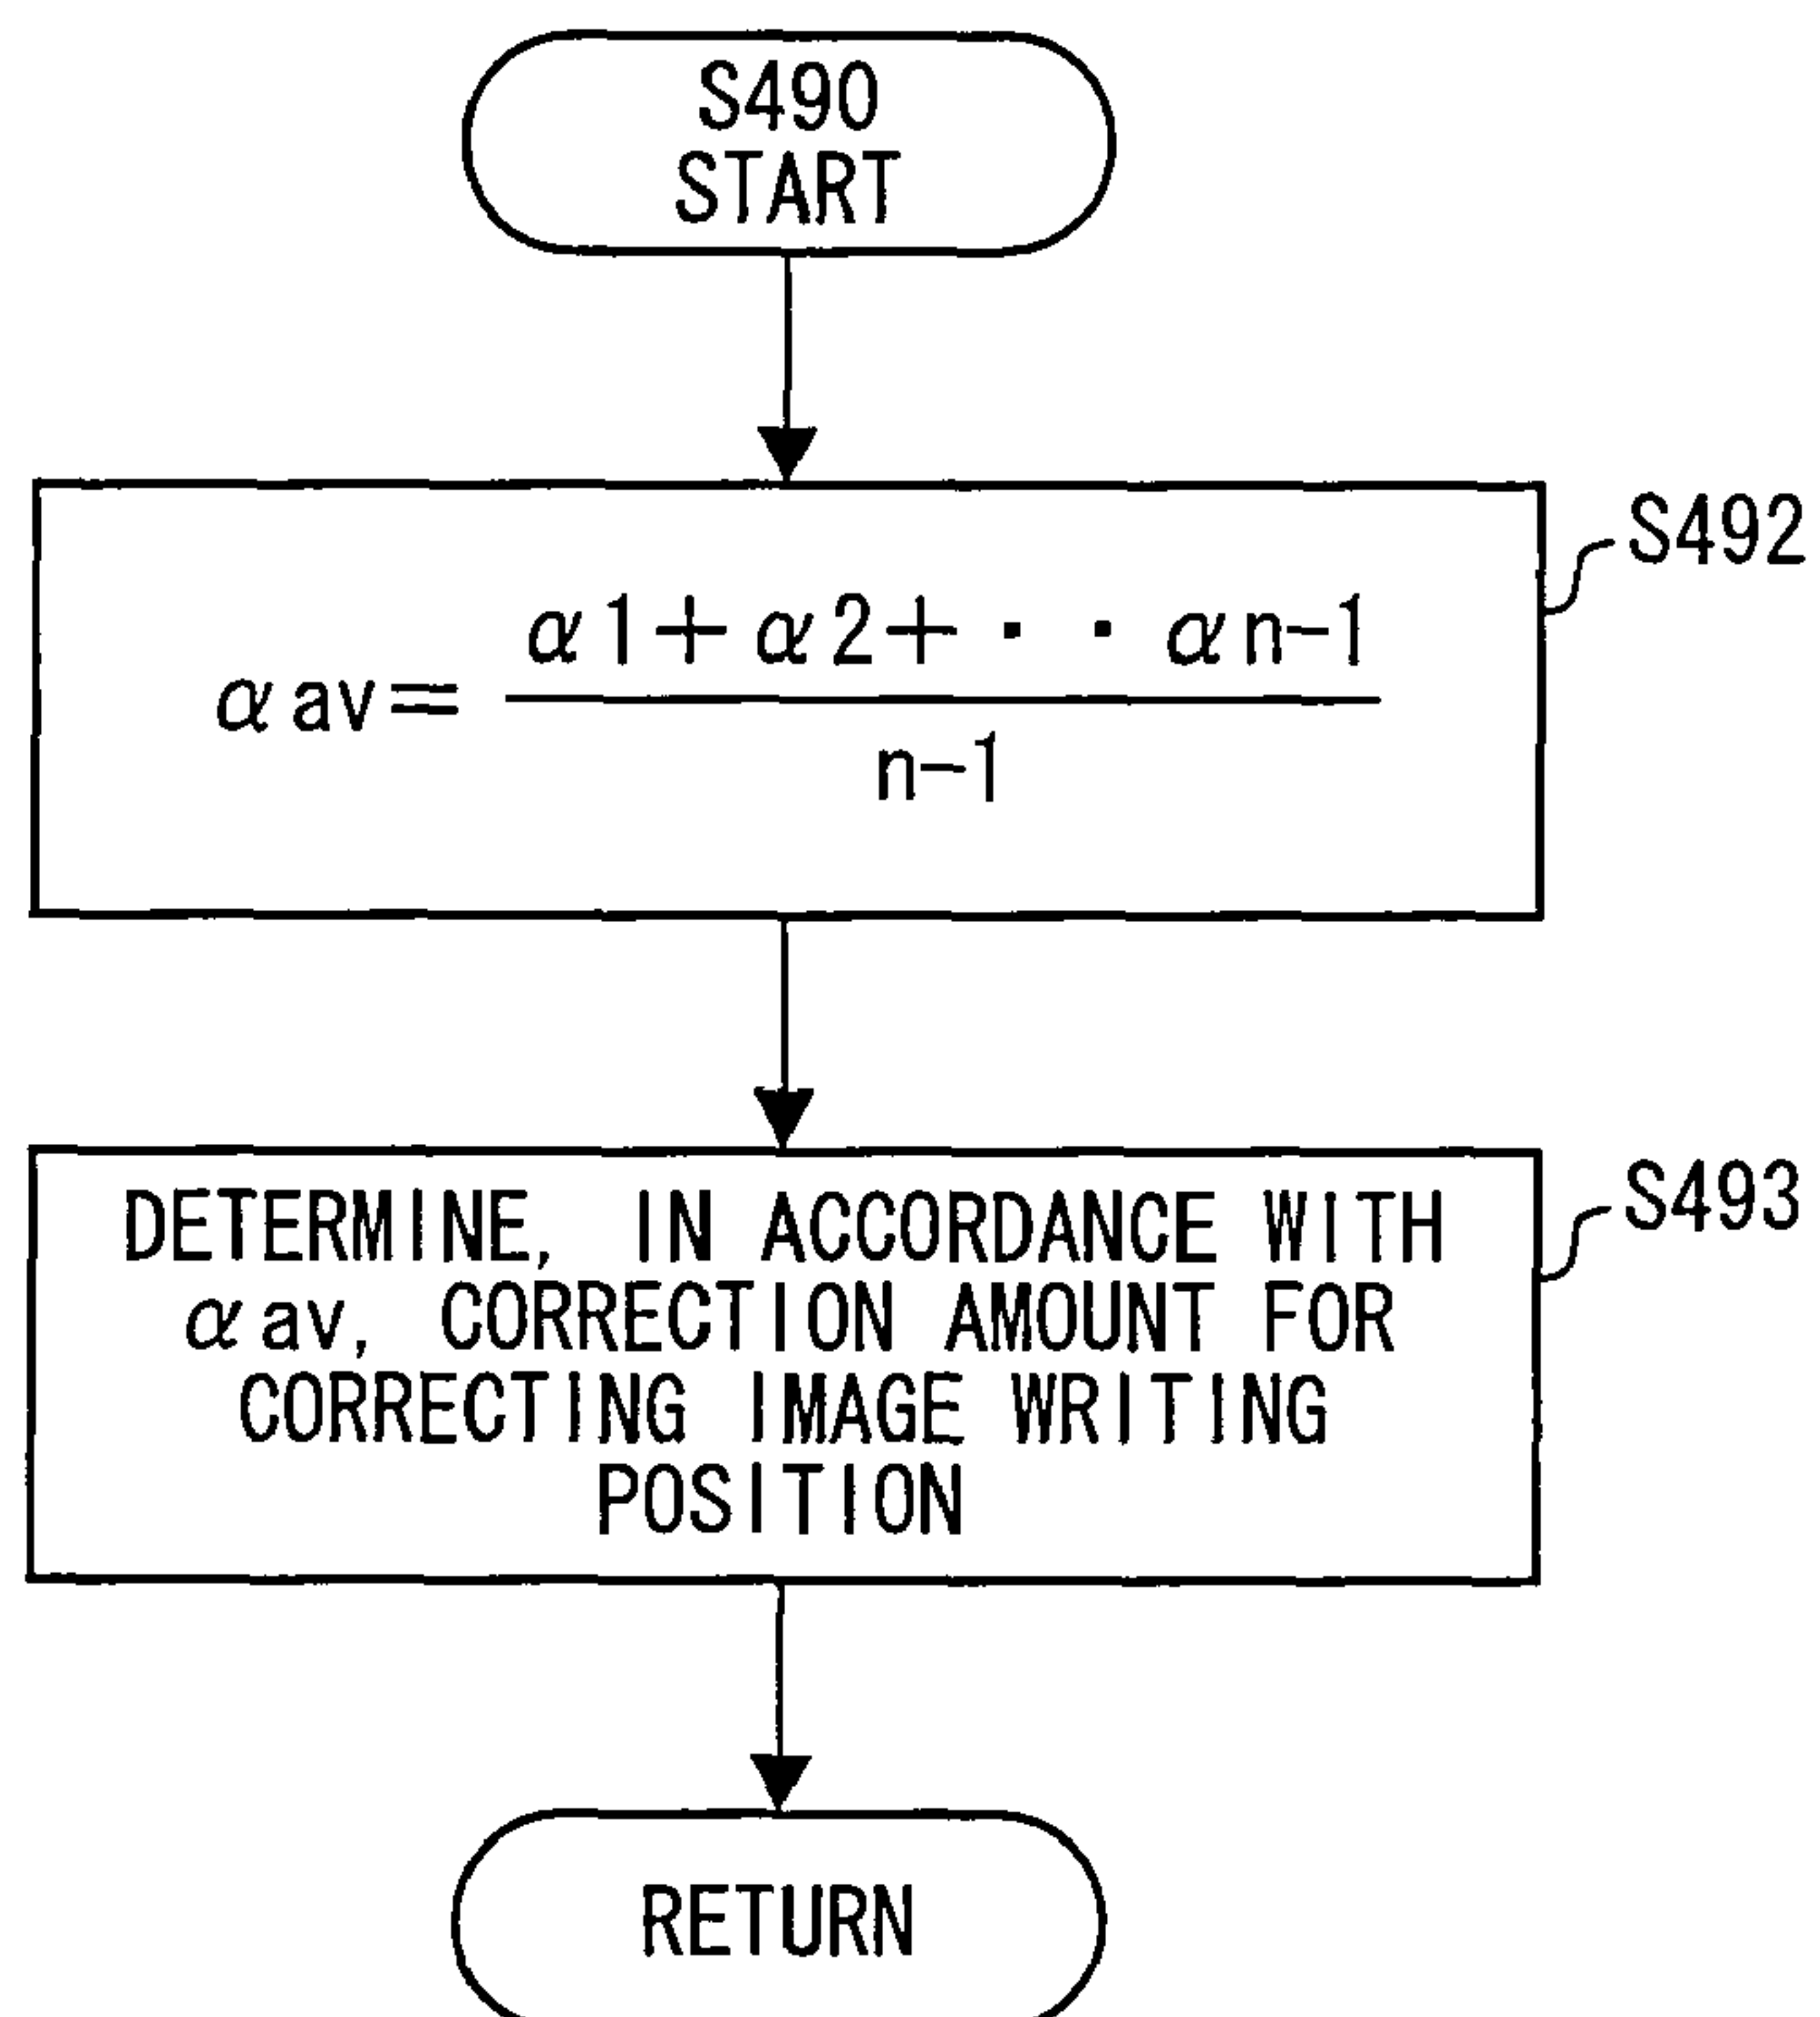 S490
START
S492
α1+α2+・・αn-1
αav=
n-1
S493
DETERMINE, IN ACCORDANCE WITH
αav, CORRECTION AMOUNT FOR
CORRECTING IMAGE WRITING
POSITION
RETURN